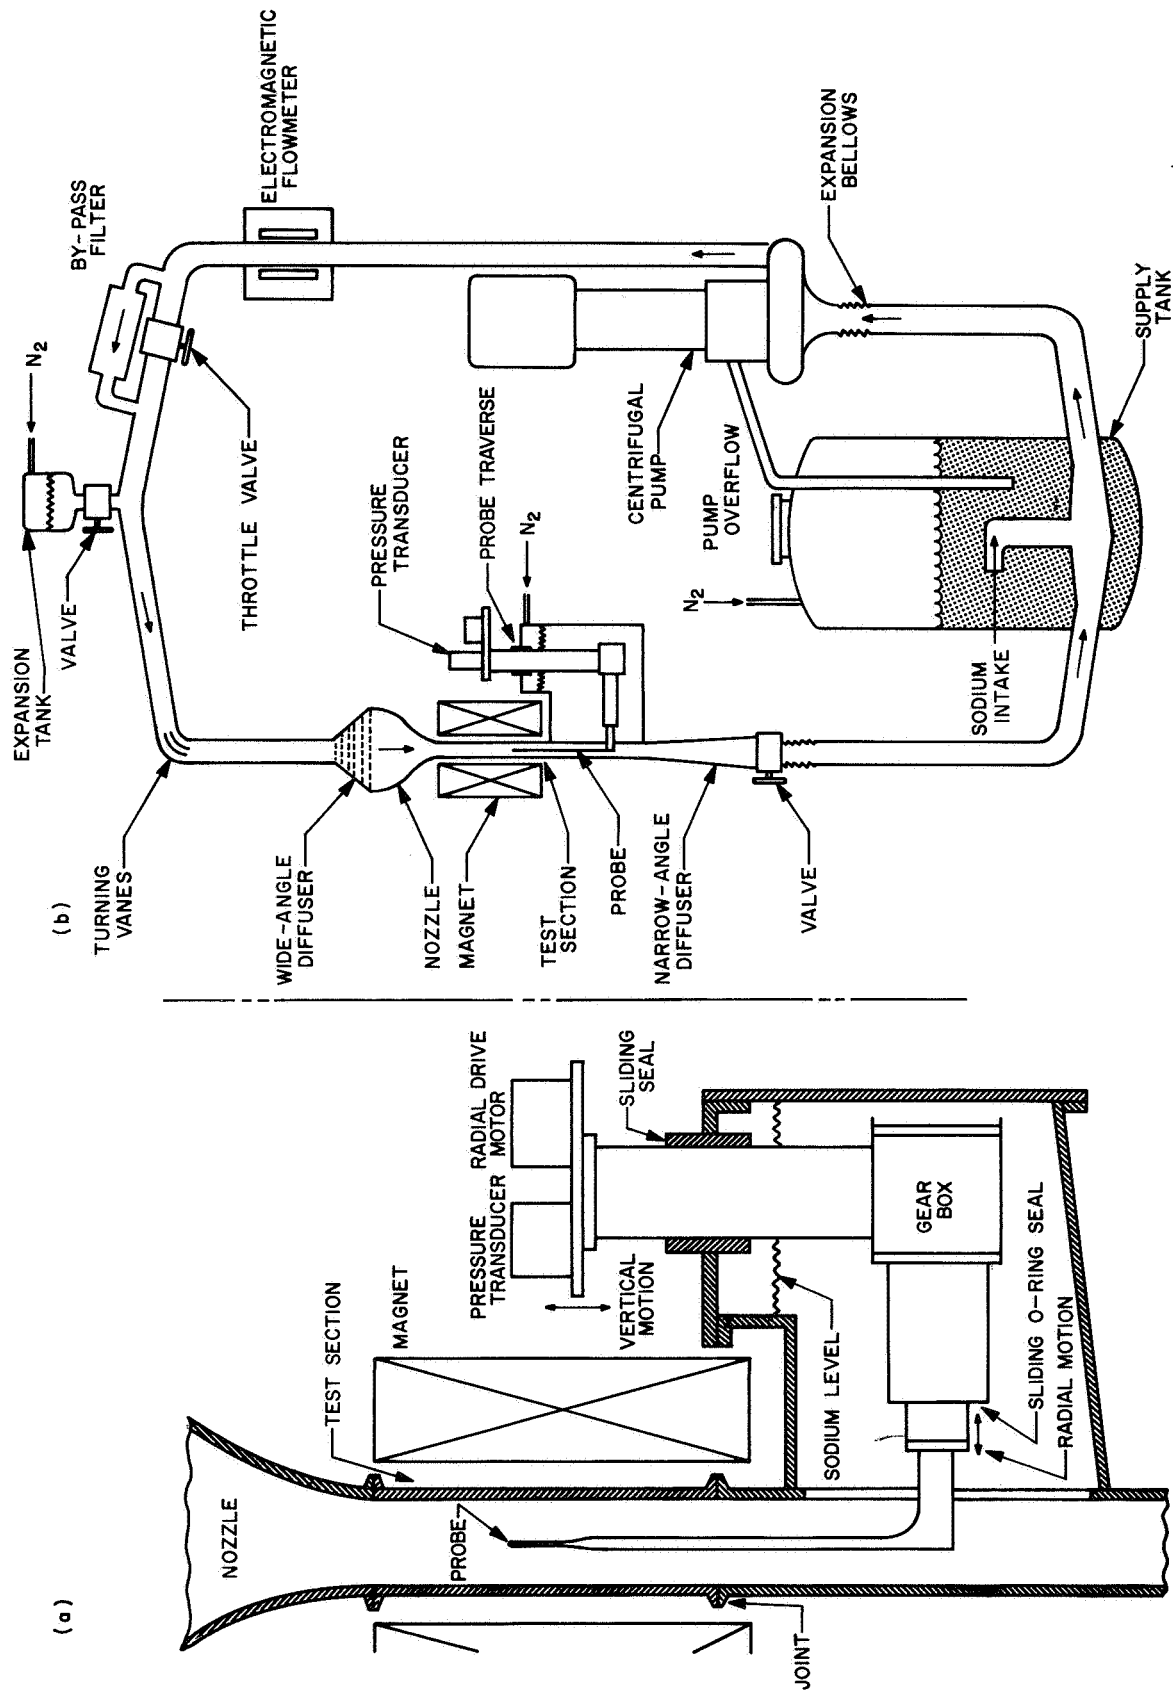 (a)
NOZZLE
PROBE
TEST SECTION
MAGNET
JOINT
PRESSURE
TRANSDUCER
RADIAL DRIVE
MOTOR
VERTICAL
MOTION
SLIDING
SEAL
SODIUM LEVEL
GEAR
BOX
SLIDING O-RING SEAL
RADIAL MOTION
(b)
EXPANSION
TANK
N2
VALVE
BY-PASS
FILTER
THROTTLE VALVE
ELECTROMAGNETIC
FLOWMETER
TURNING
VANES
WIDE-ANGLE
DIFFUSER
NOZZLE
MAGNET
TEST
SECTION
PROBE
NARROW-ANGLE
DIFFUSER
VALVE
PRESSURE
TRANSDUCER
PROBE TRAVERSE
N2
CENTRIFUGAL
PUMP
PUMP
OVERFLOW
N2
EXPANSION
BELLOWS
SODIUM
INTAKE
SUPPLY
TANK